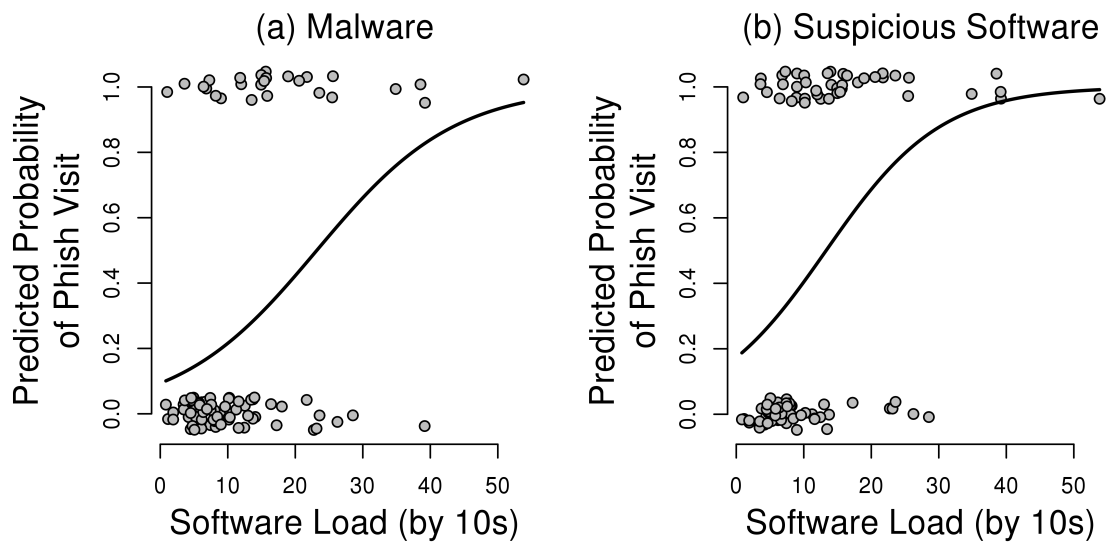 (a) Malware
Predicted Probability
of Phish Visit
1.0
0.8
0.6
0.4
0.2
0.0
0 10 20 30 40 50
Software Load (by 10s)
(b) Suspicious Software
Predicted Probability
of Phish Visit
1.0
0.8
0.6
0.4
0.2
0.0
0 10 20 30 40 50
Software Load (by 10s)